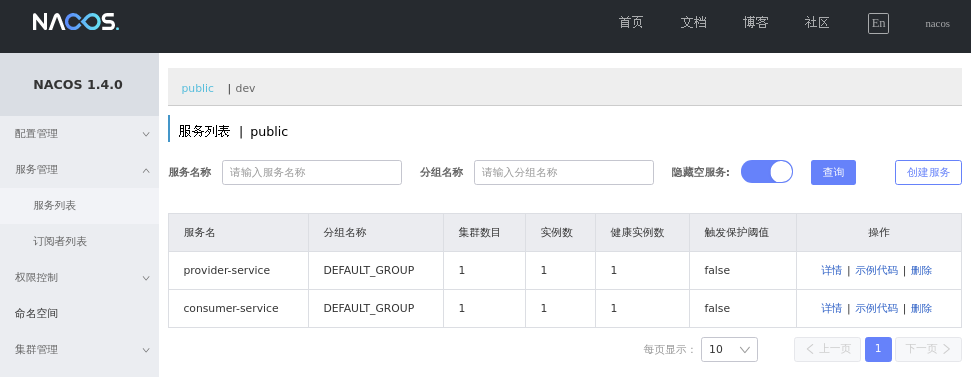 NACOS.
首页 文档 博客 社区 En nacos
NACOS 1.4.0
配置管理
服务管理
服务列表
订阅者列表
权限控制
命名空间
集群管理
public | dev
服务列表 | public
服务名称 请输入服务名称 分组名称 请输入分组名称 隐藏空服务: 查询 创建服务
服务名 分组名称 集群数目 实例数 健康实例数 触发保护阈值 操作
provider-service DEFAULT_GROUP 1 1 1 false 详情 | 示例代码 | 删除
consumer-service DEFAULT_GROUP 1 1 1 false 详情 | 示例代码 | 删除
每页显示： 10 上一页 1 下一页